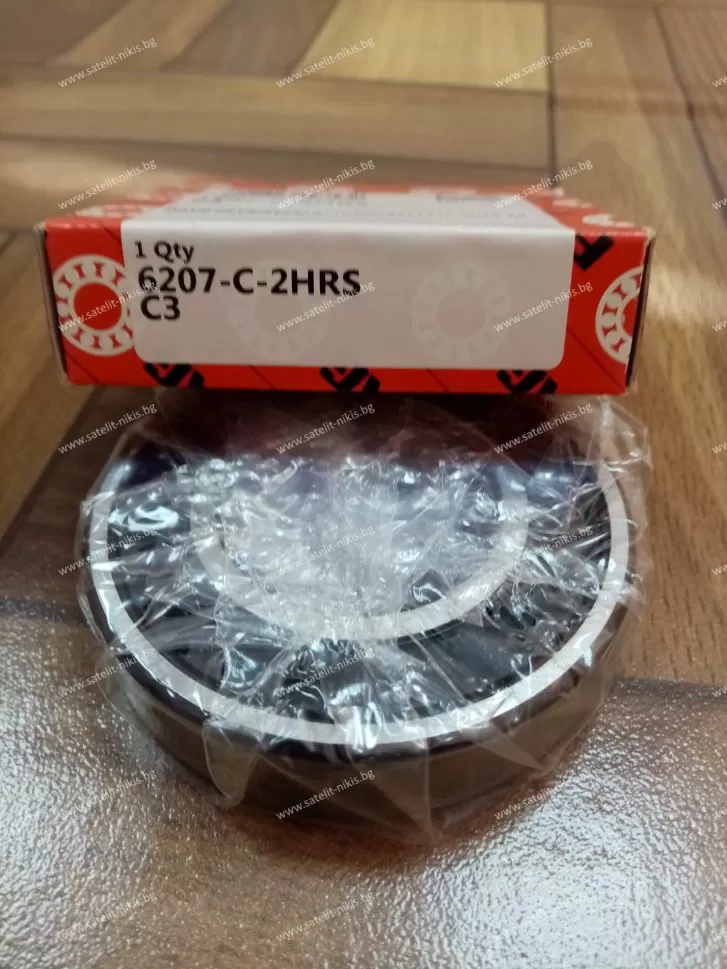 1 Qty
6207-C-2HRS
C3
www.satelit-nikis.bg